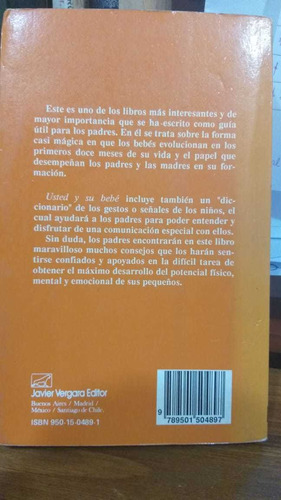 Este es uno de los libros más interesantes y de
mayor importancia que se ha escrito como guía
útil para los padres. En él se trata sobre la forma
casi mágica en que los bebés evolucionan en los
primeros doce meses de su vida y el papel que
desempeñan los padres y las madres en su for-
mación.
Usted y su bebé incluye también un "dic-
cionario" de los gestos o señales de los niños, el
cual ayudará a los padres para poder entender y
disfrutar de una comunicación especial con ellos.
Sin duda, los padres encontrarán en este libro
maravilloso muchos consejos que los harán sen-
tirse confiados y apoyados en la difícil tarea de
obtener el máximo desarrollo del potencial físico,
mental y emocional de sus pequeños.
Javier Vergara Editor
Buenos Aires / Madrid /
México / Santiago de Chile.
ISBN 950-15-0489-1
9 789501 504897